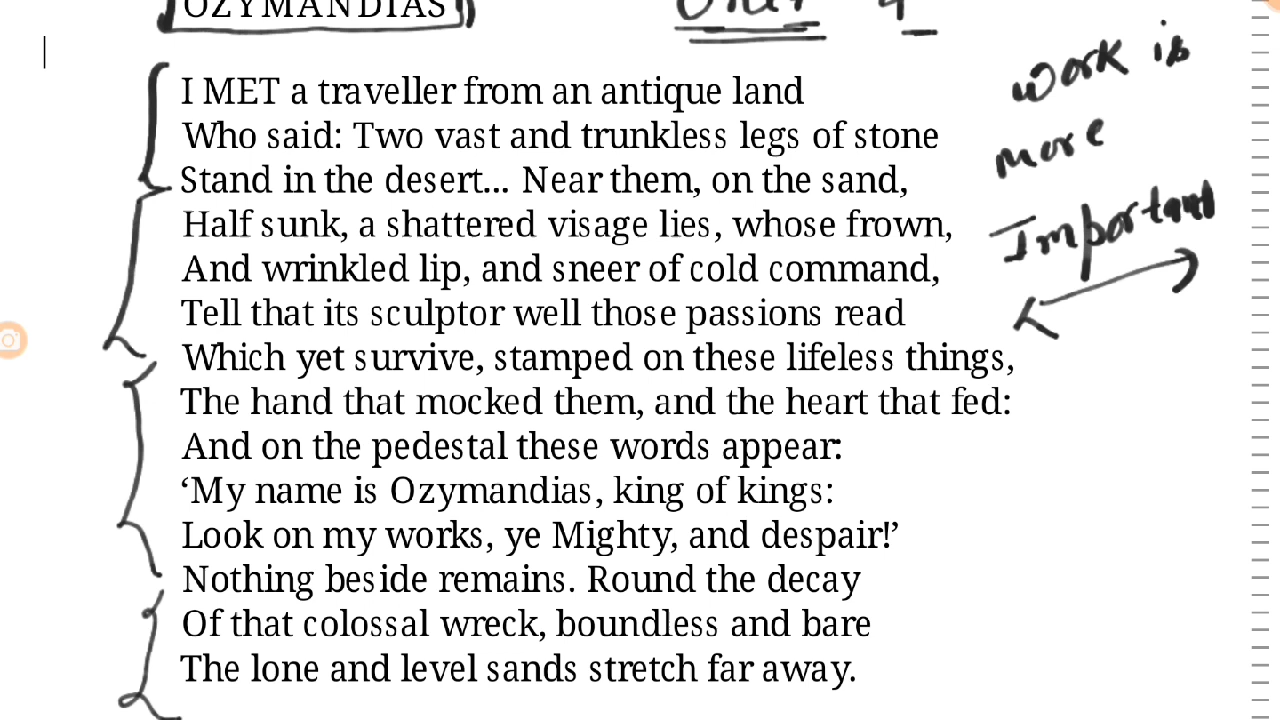 OZYMANDIAS
I MET a traveller from an antique land
Who said: Two vast and trunkless legs of stone
Stand in the desert... Near them, on the sand,
Half sunk, a shattered visage lies, whose frown,
And wrinkled lip, and sneer of cold command,
Tell that its sculptor well those passions read
Which yet survive, stamped on these lifeless things,
The hand that mocked them, and the heart that fed:
And on the pedestal these words appear:
‘My name is Ozymandias, king of kings:
Look on my works, ye Mighty, and despair!’
Nothing beside remains. Round the decay
Of that colossal wreck, boundless and bare
The lone and level sands stretch far away.
work is
more
Important